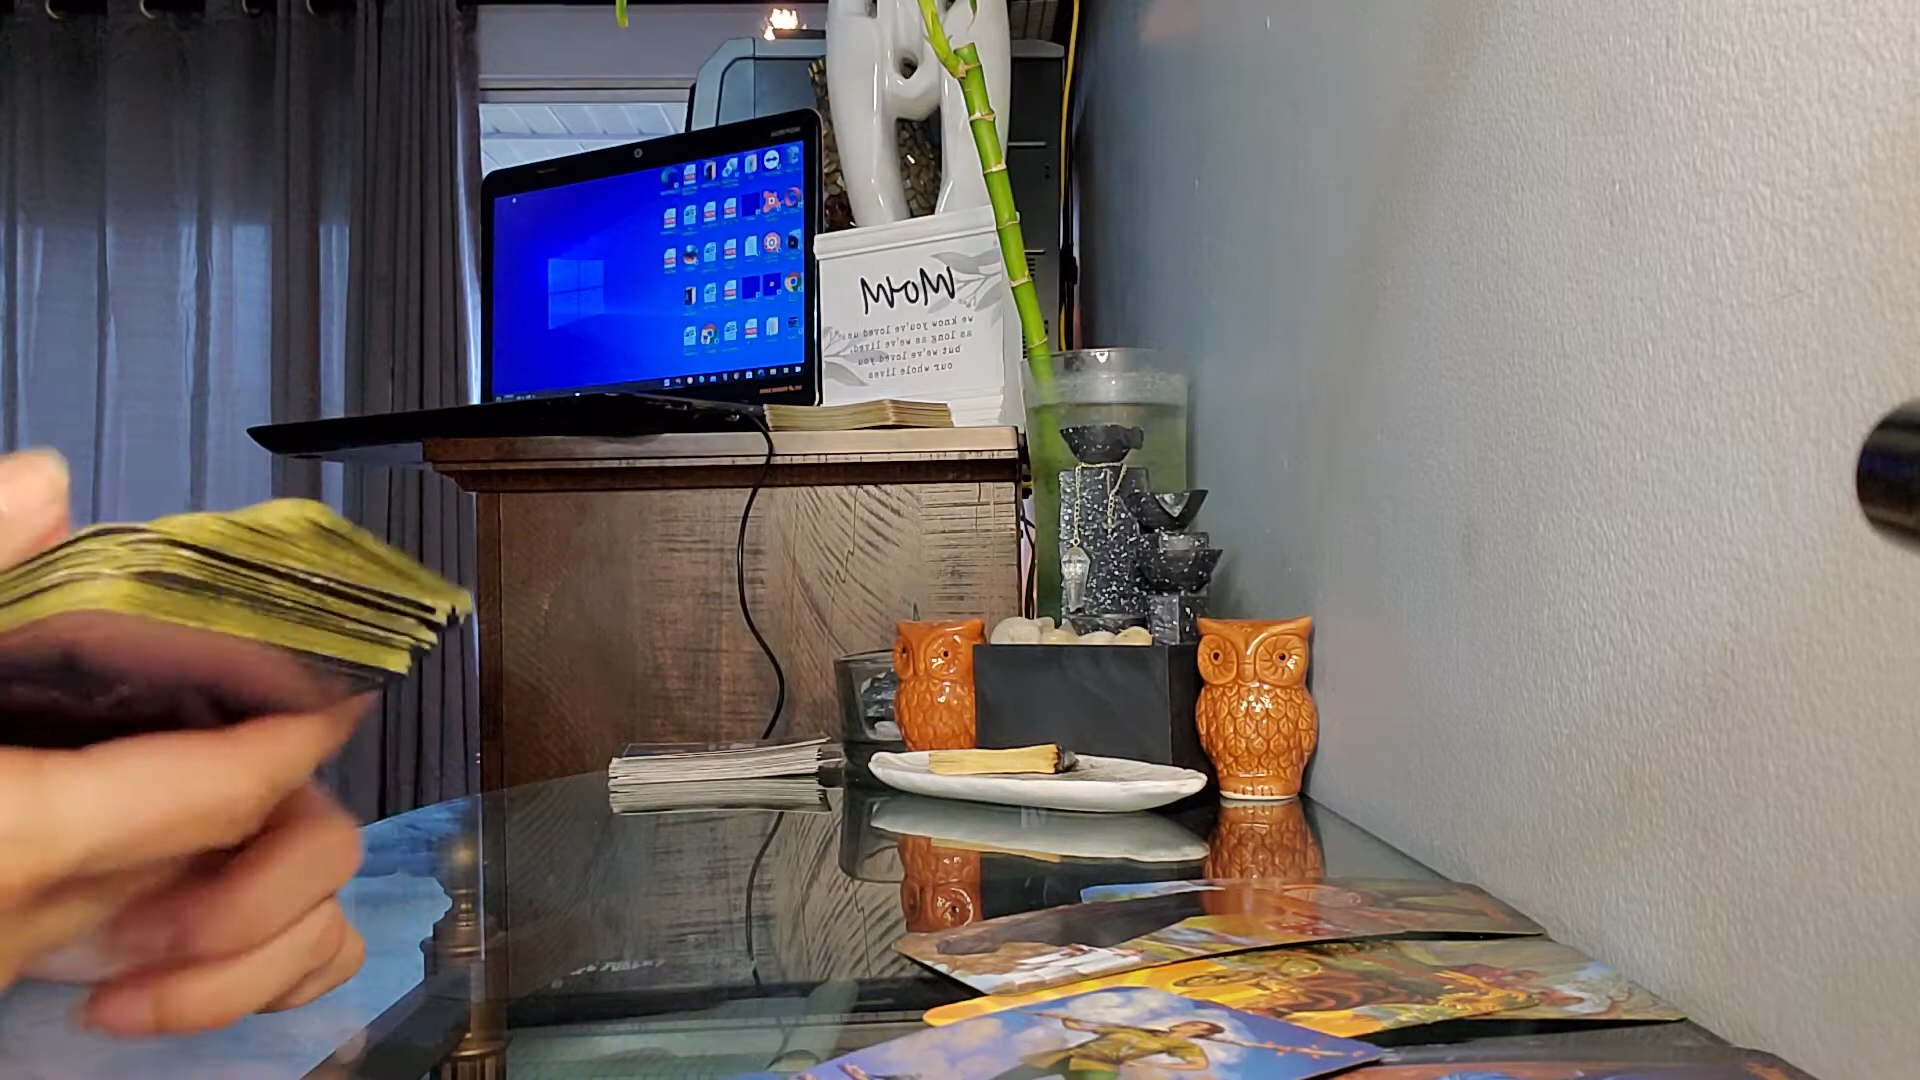 MOM
we know you've loved us
as long as we've lived,
but we've loved you
our whole lives